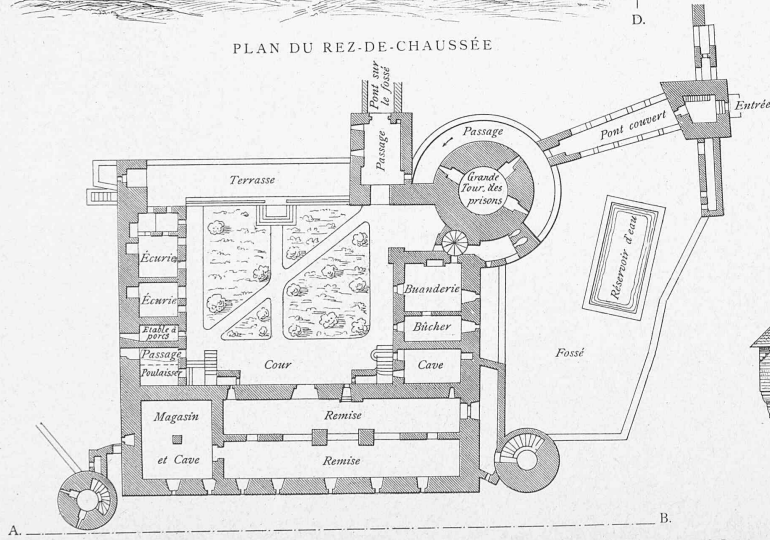 D.
PLAN DU REZ-DE-CHAUSSÉE
Pont sur
le fossé
Passage
Passage
Pont couvert
Entrée
Terrasse
Grande
Tour, des
prisons
Réservoir d'eau
Écurie
Écurie
Etable à
porcs
Passage
Poulailler
Buanderie
Bûcher
Cave
Cour
Fossé
Magasin
et Cave
Remise
Remise
A.
B.